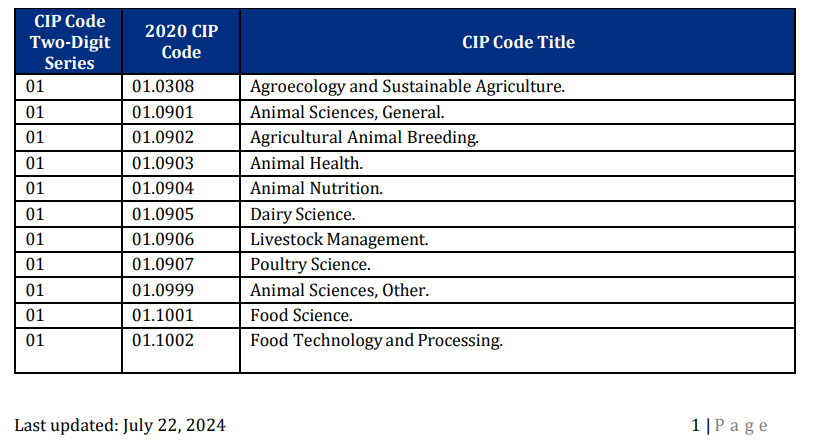 CIP Code Two-Digit Series 2020 CIP Code CIP Code Title
01 01.0308 Agroecology and Sustainable Agriculture.
01 01.0901 Animal Sciences, General.
01 01.0902 Agricultural Animal Breeding.
01 01.0903 Animal Health.
01 01.0904 Animal Nutrition.
01 01.0905 Dairy Science.
01 01.0906 Livestock Management.
01 01.0907 Poultry Science.
01 01.0999 Animal Sciences, Other.
01 01.1001 Food Science.
01 01.1002 Food Technology and Processing.
Last updated: July 22, 2024 1 | Page